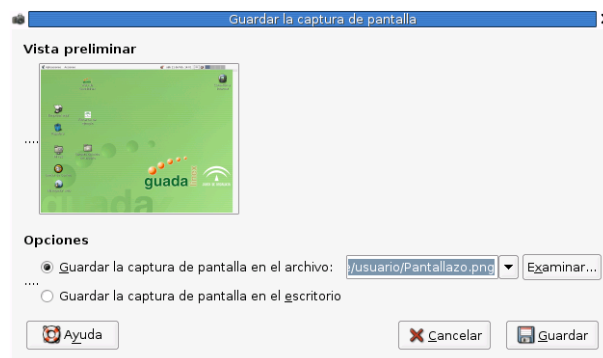 Guardar la captura de pantalla
Vista preliminar
guada
Opciones
Guardar la captura de pantalla en el archivo: /usuario/Pantallazo.png Examinar...
Guardar la captura de pantalla en el escritorio
Ayuda Cancelar Guardar